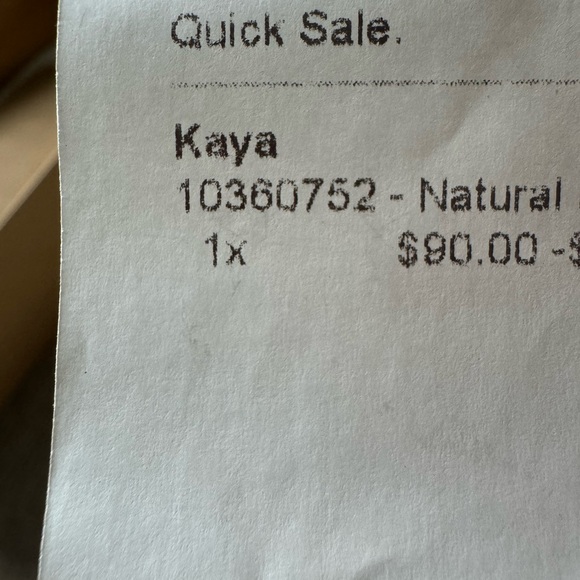 Quick Sale.
Kaya
10360752 - Natural
1x $90.00 -$